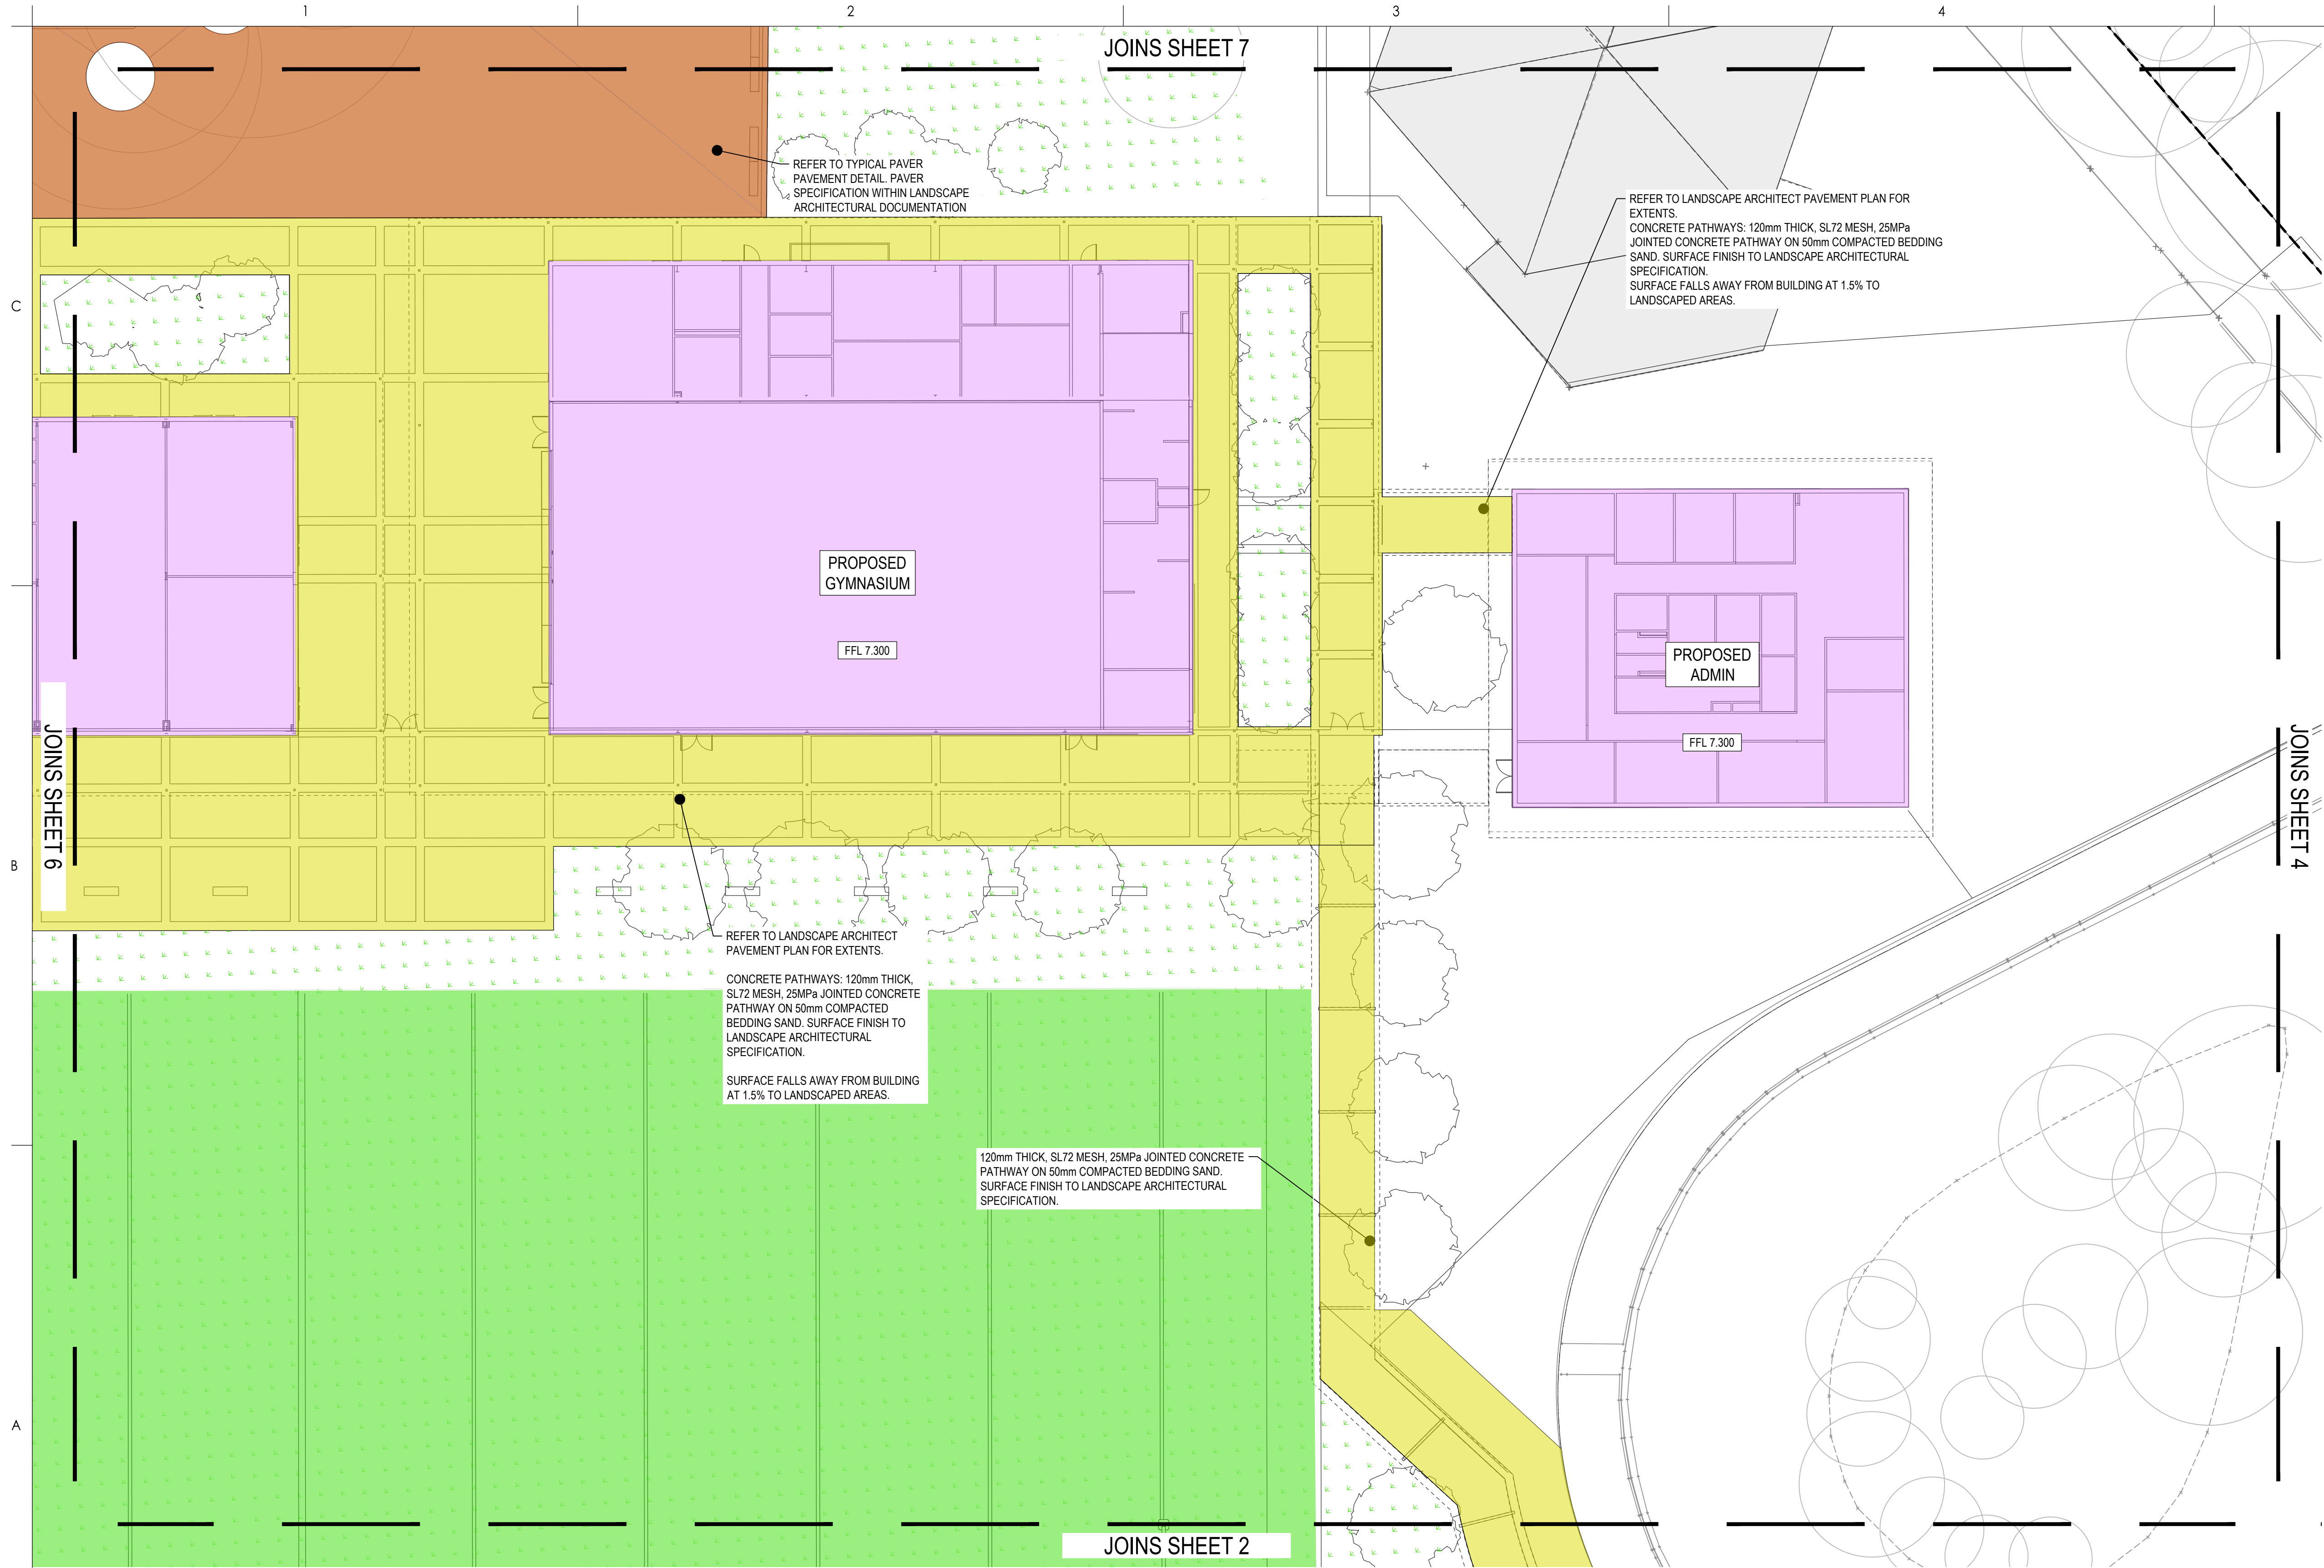 1
2
3
4
JOINS SHEET 7
REFER TO TYPICAL PAVER
PAVEMENT DETAIL. PAVER
SPECIFICATION WITHIN LANDSCAPE
ARCHITECTURAL DOCUMENTATION
REFER TO LANDSCAPE ARCHITECT PAVEMENT PLAN FOR
EXTENTS.
CONCRETE PATHWAYS: 120mm THICK, SL72 MESH, 25MPa
JOINTED CONCRETE PATHWAY ON 50mm COMPACTED BEDDING
SAND. SURFACE FINISH TO LANDSCAPE ARCHITECTURAL
SPECIFICATION.
SURFACE FALLS AWAY FROM BUILDING AT 1.5% TO
LANDSCAPED AREAS.
C
PROPOSED
GYMNASIUM
FFL 7.300
PROPOSED
ADMIN
FFL 7.300
JOINS SHEET 6
JOINS SHEET 4
B
REFER TO LANDSCAPE ARCHITECT
PAVEMENT PLAN FOR EXTENTS.
CONCRETE PATHWAYS: 120mm THICK,
SL72 MESH, 25MPa JOINTED CONCRETE
PATHWAY ON 50mm COMPACTED
BEDDING SAND. SURFACE FINISH TO
LANDSCAPE ARCHITECTURAL
SPECIFICATION.
SURFACE FALLS AWAY FROM BUILDING
AT 1.5% TO LANDSCAPED AREAS.
120mm THICK, SL72 MESH, 25MPa JOINTED CONCRETE
PATHWAY ON 50mm COMPACTED BEDDING SAND.
SURFACE FINISH TO LANDSCAPE ARCHITECTURAL
SPECIFICATION.
A
JOINS SHEET 2